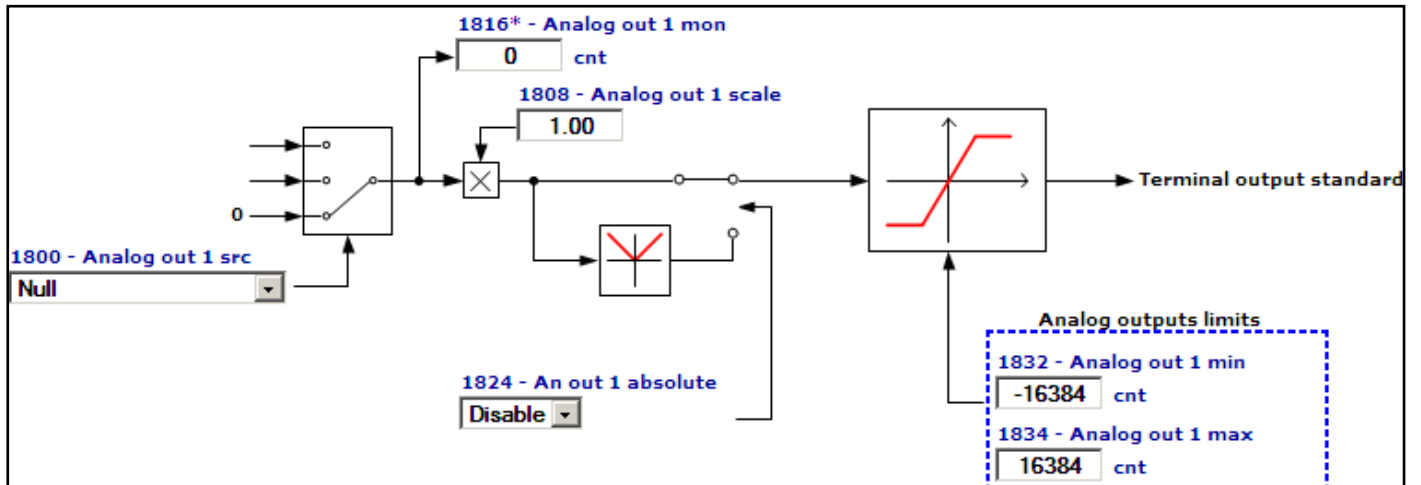 1816* - Analog out 1 mon
0 cnt
1808 - Analog out 1 scale
1.00
0
Terminal output standard
1800 - Analog out 1 src
Null
Analog outputs limits
1832 - Analog out 1 min
-16384 cnt
1824 - An out 1 absolute
Disable
1834 - Analog out 1 max
16384 cnt